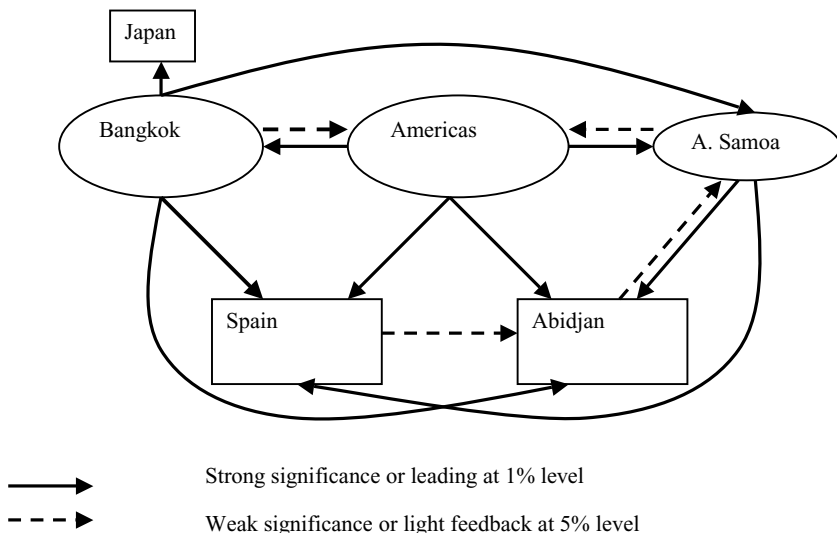 Japan
Bangkok
Americas
A. Samoa
Spain
Abidjan
Strong significance or leading at 1% level
Weak significance or light feedback at 5% level